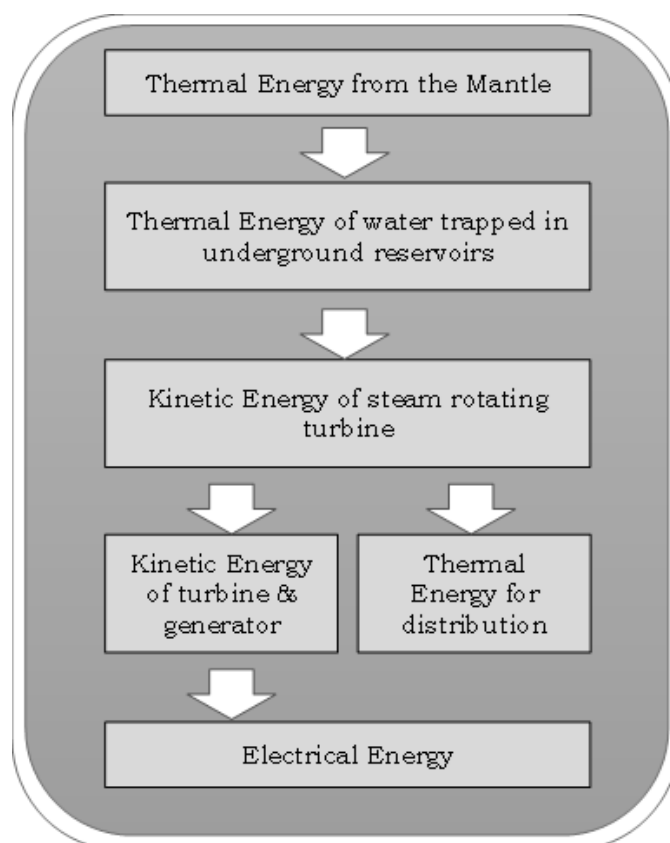 Thermal Energy from the Mantle
Thermal Energy of water trapped in
underground reservoirs
Kinetic Energy of steam rotating
turbine
Kinetic Energy
of turbine &
generator
Thermal
Energy for
distribution
Electrical Energy